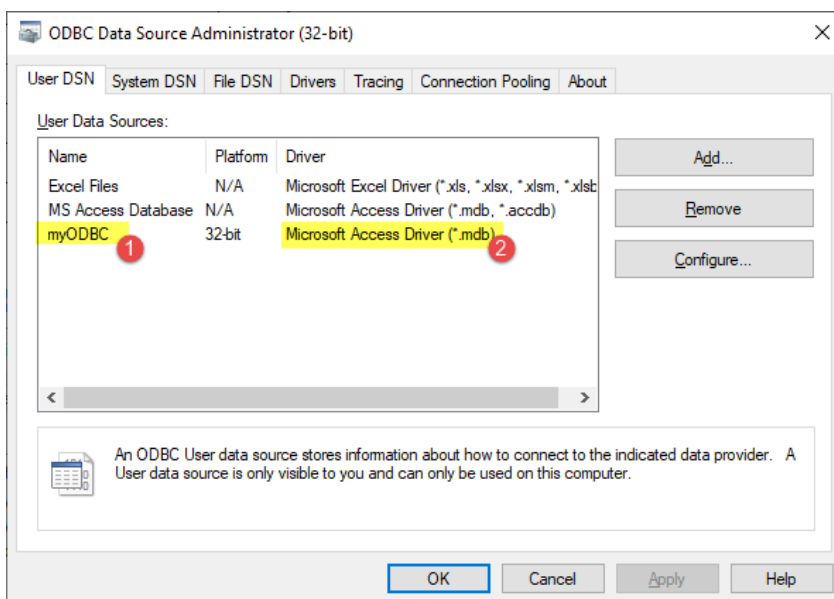 ODBC Data Source Administrator (32-bit)
User DSN System DSN File DSN Drivers Tracing Connection Pooling About
User Data Sources:
Name Platform Driver
Excel Files N/A Microsoft Excel Driver (*.xls, *.xlsx, *.xlsm, *.xlsb
MS Access Database N/A Microsoft Access Driver (*.mdb, *.accdb)
myODBC 32-bit Microsoft Access Driver (*.mdb)
1 2
Add...
Remove
Configure...
An ODBC User data source stores information about how to connect to the indicated data provider. A
User data source is only visible to you and can only be used on this computer.
OK Cancel Apply Help